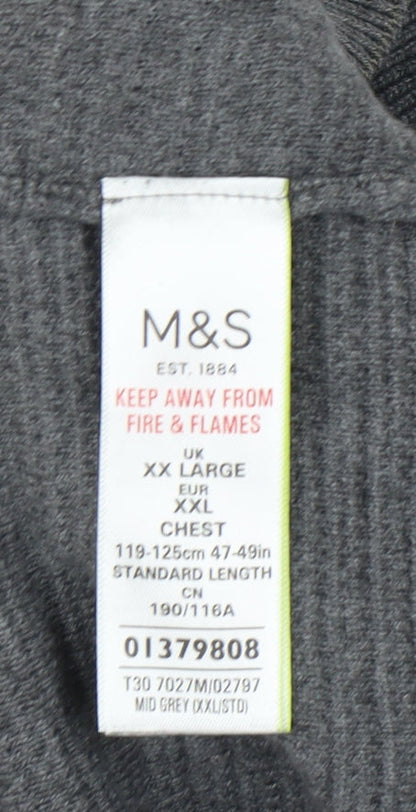 M&S
EST. 1884
KEEP AWAY FROM
FIRE & FLAMES
UK
XX LARGE
EUR
XXL
CHEST
119-125cm 47-49in
STANDARD LENGTH
CN
190/116A
01379808
T30 7027M/02797
MID GREY (XXL/STD)